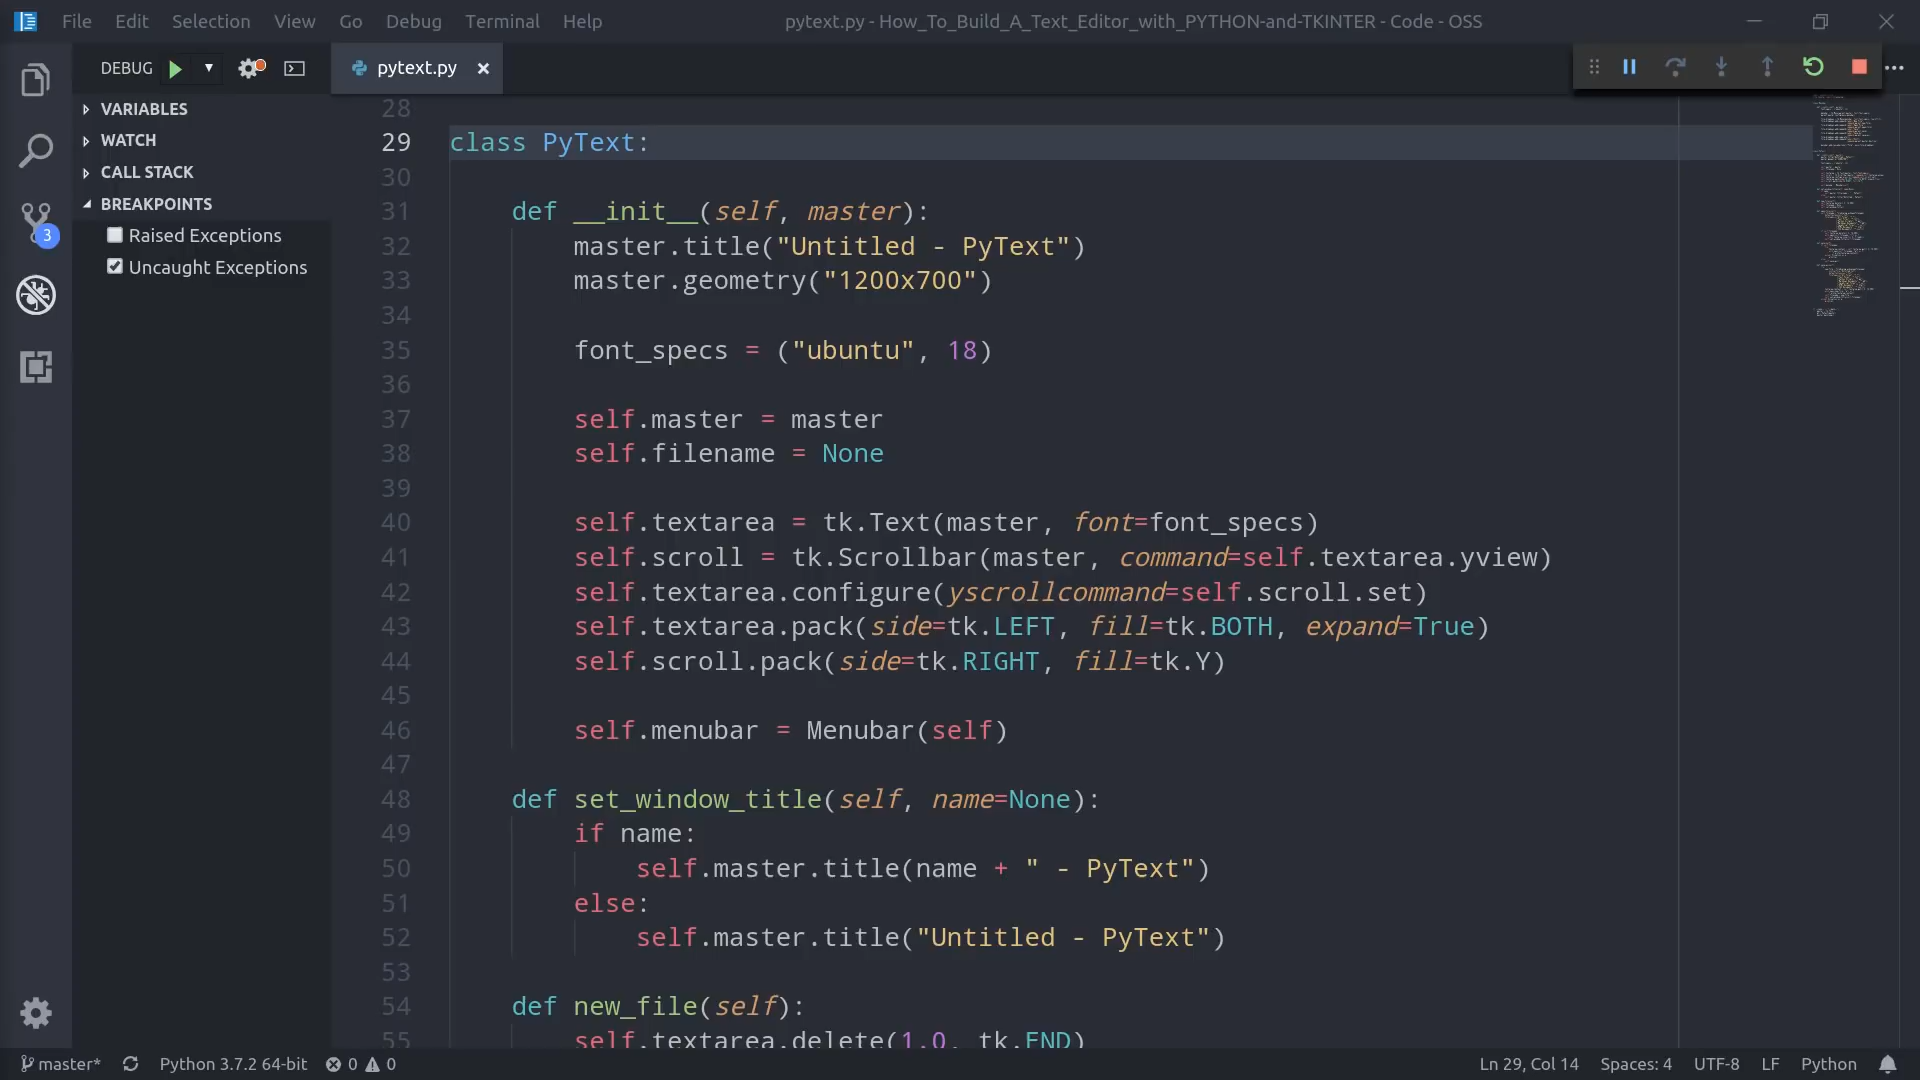 File Edit Selection View Go Debug Terminal Help
pytext.py - How_To_Build_A_Text_Editor_with_PYTHON-and-TKINTER - Code - OSS
DEBUG
pytext.py
VARIABLES
WATCH
CALL STACK
BREAKPOINTS
Raised Exceptions
Uncaught Exceptions
3
28
29 class PyText:
30
31 def __init__(self, master):
32 master.title("Untitled - PyText")
33 master.geometry("1200x700")
34
35 font_specs = ("ubuntu", 18)
36
37 self.master = master
38 self.filename = None
39
40 self.textarea = tk.Text(master, font=font_specs)
41 self.scroll = tk.Scrollbar(master, command=self.textarea.yview)
42 self.textarea.configure(yscrollcommand=self.scroll.set)
43 self.textarea.pack(side=tk.LEFT, fill=tk.BOTH, expand=True)
44 self.scroll.pack(side=tk.RIGHT, fill=tk.Y)
45
46 self.menubar = Menubar(self)
47
48 def set_window_title(self, name=None):
49 if name:
50 self.master.title(name + " - PyText")
51 else:
52 self.master.title("Untitled - PyText")
53
54 def new_file(self):
55 self.textarea.delete(1.0, tk.END)
master* Python 3.7.2 64-bit 0 0 Ln 29, Col 14 Spaces: 4 UTF-8 LF Python